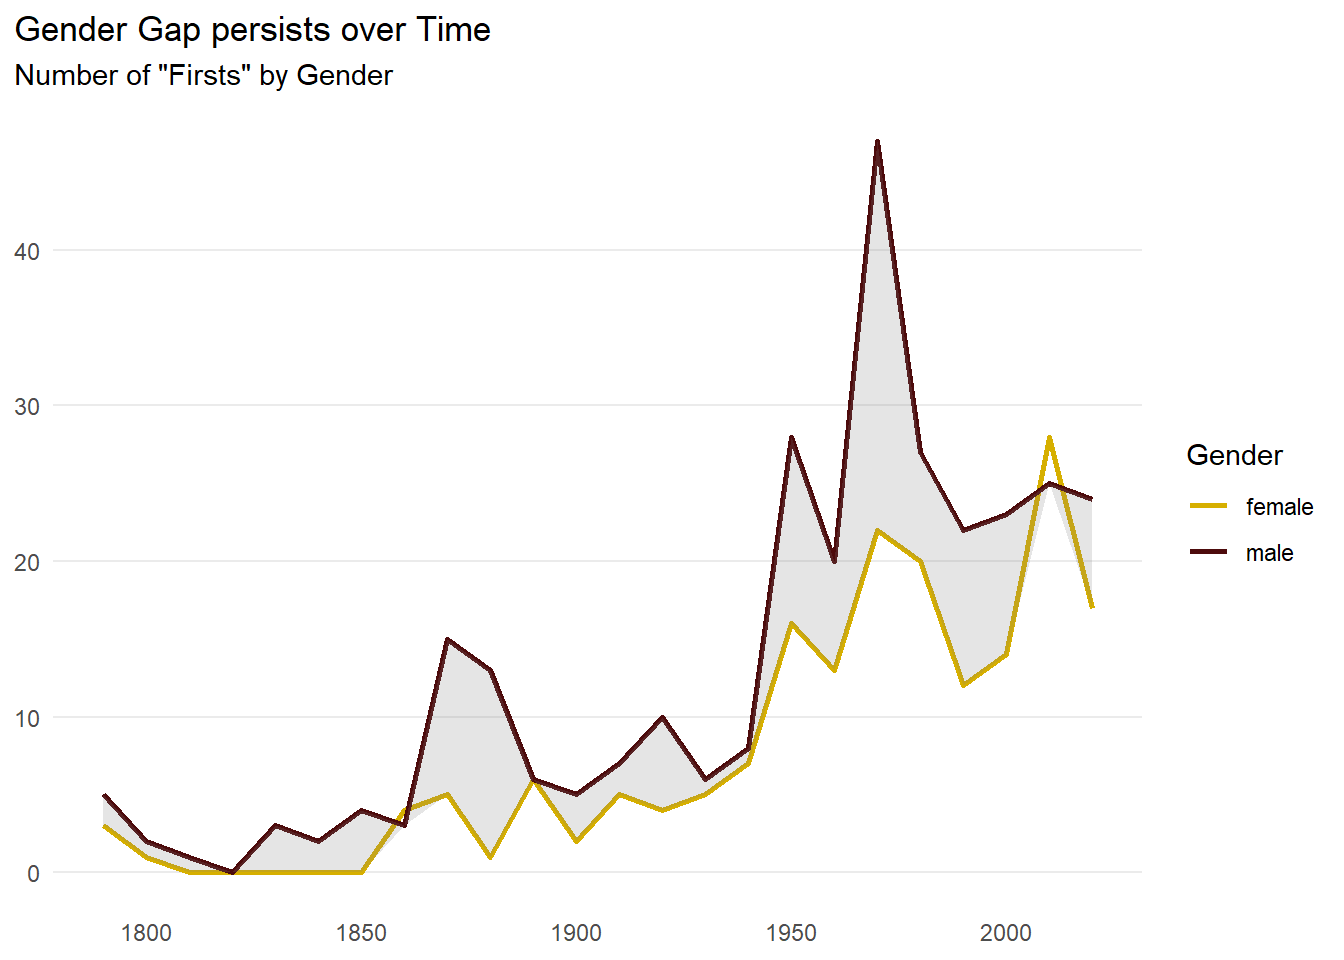 Gender Gap persists over Time
Number of "Firsts" by Gender
40
30
20
10
0
1800
1850
1900
1950
2000
Gender
female
male